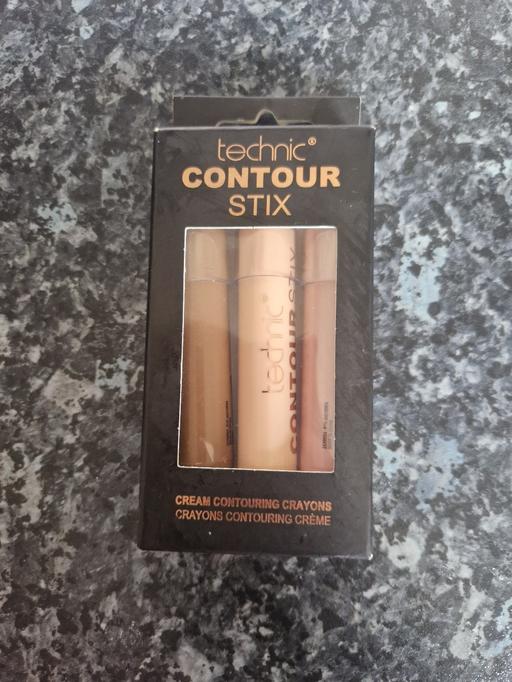 technic®
CONTOUR
STIX
technic®
CONTOUR STIX
CREAM CONTOURING CRAYONS
CRAYONS CONTOURING CRÈME